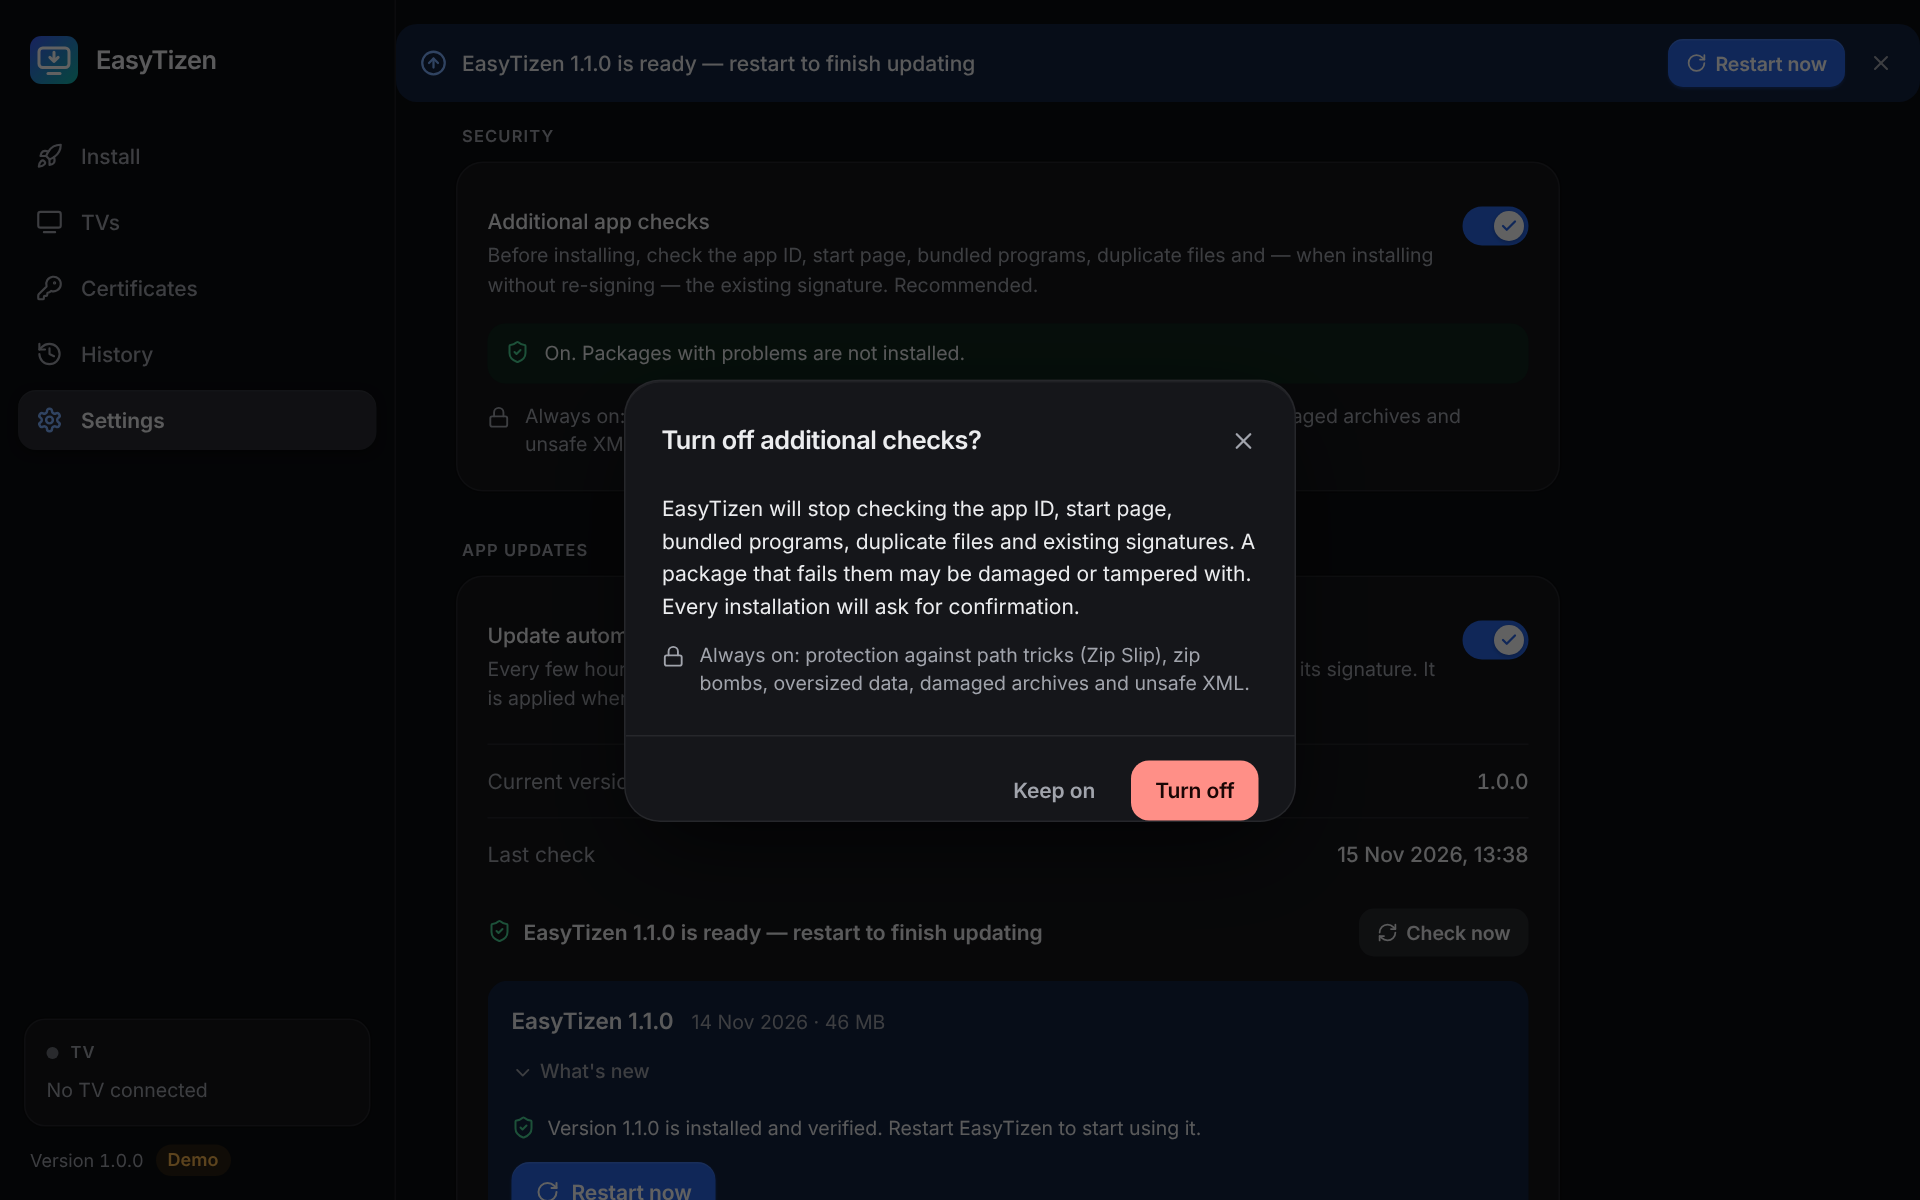 EasyTizen
Install
TVs
Certificates
History
Settings
TV
No TV connected
Version 1.0.0 Demo
EasyTizen 1.1.0 is ready — restart to finish updating
Restart now
SECURITY
Additional app checks
Before installing, check the app ID, start page, bundled programs, duplicate files and — when installing
without re-signing — the existing signature. Recommended.
On. Packages with problems are not installed.
Always on: aged archives and
unsafe XM
Turn off additional checks?
EasyTizen will stop checking the app ID, start page,
bundled programs, duplicate files and existing signatures. A
package that fails them may be damaged or tampered with.
Every installation will ask for confirmation.
Always on: protection against path tricks (Zip Slip), zip
bombs, oversized data, damaged archives and unsafe XML.
Keep on
Turn off
APP UPDATES
Update autom
Every few hour its signature. It
is applied when
Current versio 1.0.0
Last check 15 Nov 2026, 13:38
EasyTizen 1.1.0 is ready — restart to finish updating
Check now
EasyTizen 1.1.0 14 Nov 2026 · 46 MB
What's new
Version 1.1.0 is installed and verified. Restart EasyTizen to start using it.
Restart now